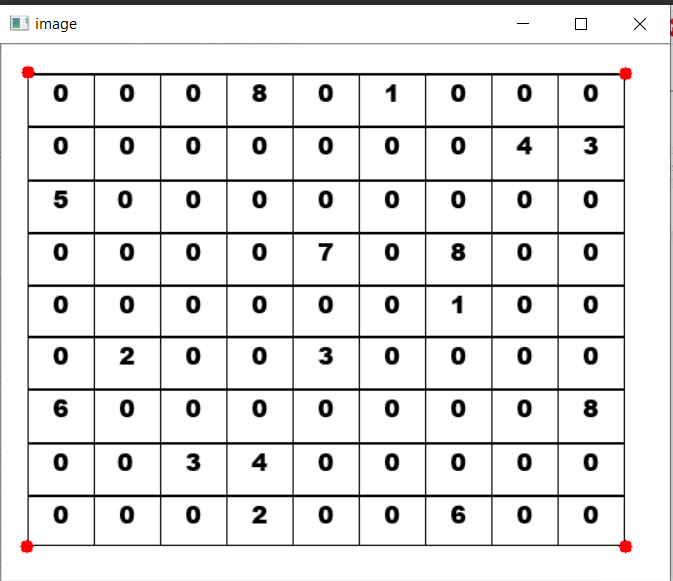 image
0 0 0 8 0 1 0 0 0
0 0 0 0 0 0 0 4 3
5 0 0 0 0 0 0 0 0
0 0 0 0 7 0 8 0 0
0 0 0 0 0 0 1 0 0
0 2 0 0 3 0 0 0 0
6 0 0 0 0 0 0 0 8
0 0 3 4 0 0 0 0 0
0 0 0 2 0 0 6 0 0